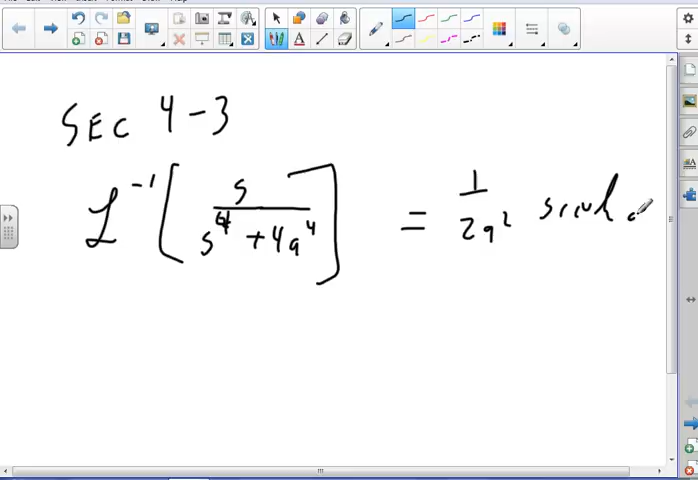 SEC 4-3
ℒ⁻¹[s/(s⁴+4a⁴)] = 1/(2a²) sinh a